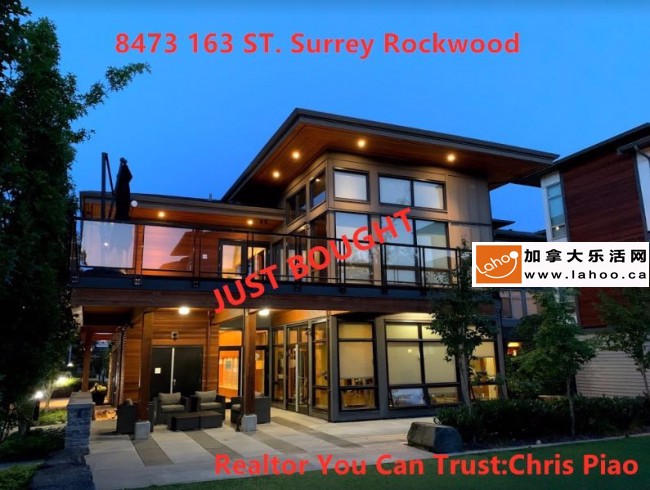 8473 163 ST. Surrey Rockwood
JUST BOUGHT
Lahoo
加拿大乐活网
www.lahoo.ca
Realtor You Can Trust:Chris Piao